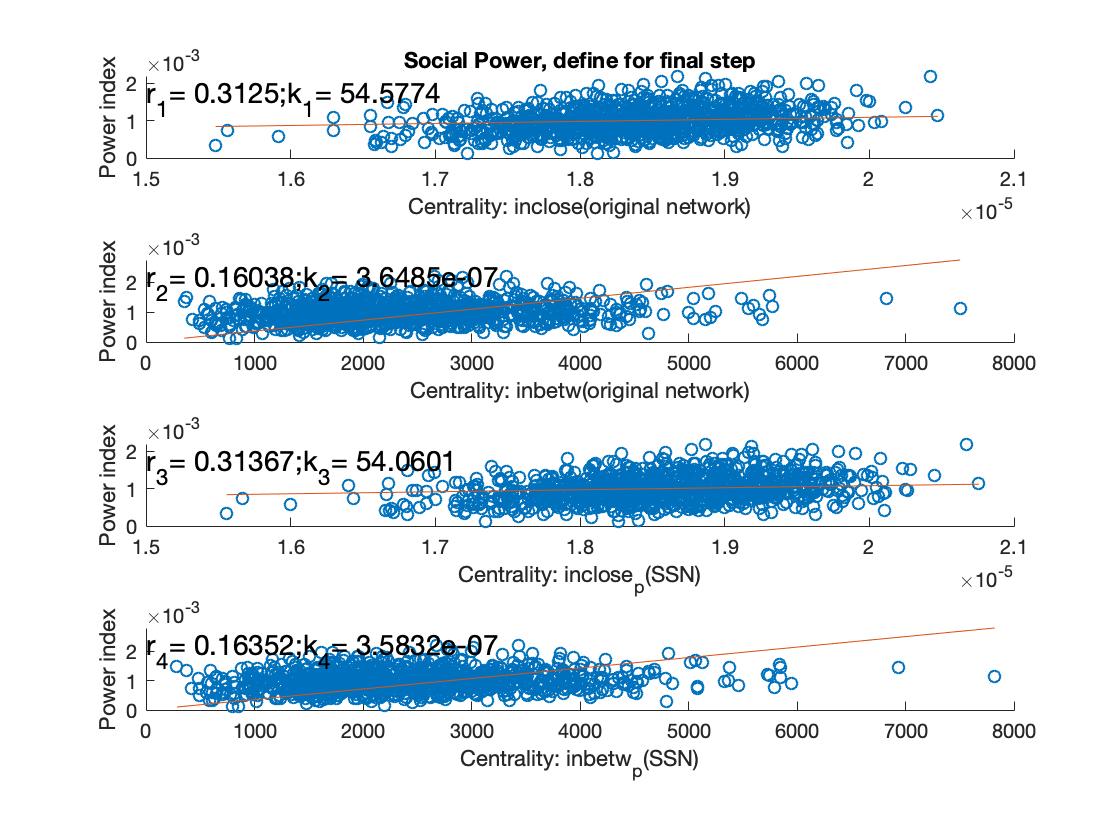 Social Power, define for final step
×10-3
r1= 0.3125;k1= 54.5774
Power index
2
1
0
1.5 1.6 1.7 1.8 1.9 2 2.1
Centrality: inclose(original network)
×10-5
×10-3
r2= 0.16038;k2= 3.6485e-07
Power index
2
1
0
0 1000 2000 3000 4000 5000 6000 7000 8000
Centrality: inbetw(original network)
×10-3
r3= 0.31367;k3= 54.0601
Power index
2
1
0
1.5 1.6 1.7 1.8 1.9 2 2.1
Centrality: inclosep(SSN)
×10-5
×10-3
r4= 0.16352;k4= 3.5832e-07
Power index
2
1
0
0 1000 2000 3000 4000 5000 6000 7000 8000
Centrality: inbetwp(SSN)